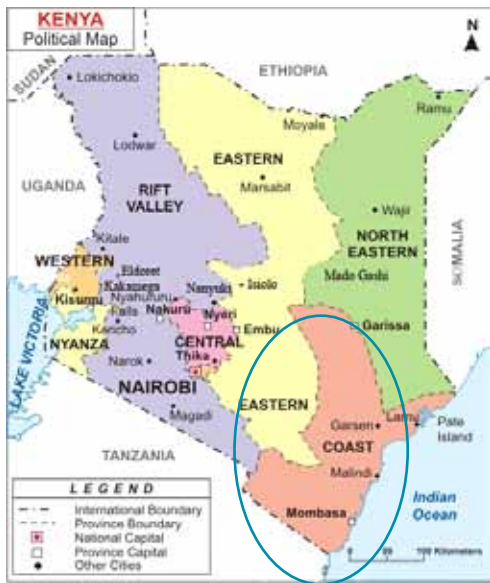 KENYA
Political Map
N
SUDAN
ETHIOPIA
Lokichokio
Ramu
Moyale
Lodwar
EASTERN
Marsabit
UGANDA
RIFT
VALLEY
Wajir
NORTH
EASTERN
SOMALIA
Kitale
WESTERN
Eldoret
Kakamega
Nanyuki
Isiolo
Mado Gashi
Kisumu
Nyahururu
Falls
Nakuru
Nyeri
Embu
Garissa
Kericho
LAKE VICTORIA
NYANZA
CENTRAL
Thika
Narok
NAIROBI
EASTERN
Lamu
Garsen
Pate
Island
Magadi
COAST
TANZANIA
Malindi
LEGEND
International Boundary
Province Boundary
National Capital
Province Capital
Other Cities
Mombasa
Indian
Ocean
0
100 Kilometers